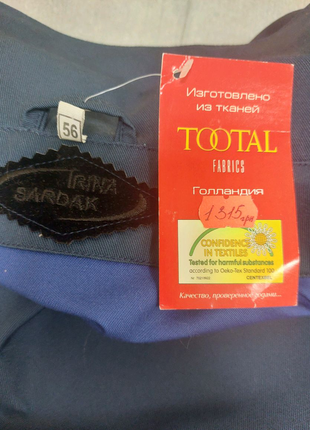 Изготовлено
из тканей
TOOTAL
FABRICS
Голландия
1315грн
CONFIDENCE
IN TEXTILES
Tested for harmful substances
according to Oeko-Tex Standard 100
Качество, проверенное годами...
56
IRINA
SARDAK